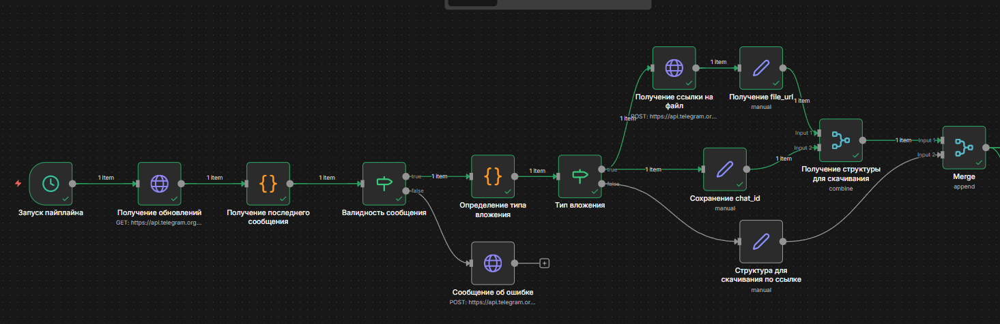 1 item
Получение ссылки на
файл
POST: https://api.telegram.or...
1 item
Получение file_url
manual
1 item
Input 1
Input 2
Получение структуры
для скачивания
combine
1 item
Input 1
Input 2
Merge
append
Запуск пайплайна
1 item
Получение обновлений
GET: https://api.telegram.org...
1 item
Получение последнего
сообщения
1 item
Валидность сообщения
true
false
1 item
Определение типа
вложения
1 item
Тип вложения
true
false
1 item
Сохранение chat_id
manual
1 item
Структура для
скачивания по ссылке
manual
Сообщение об ошибке
POST: https://api.telegram.or...